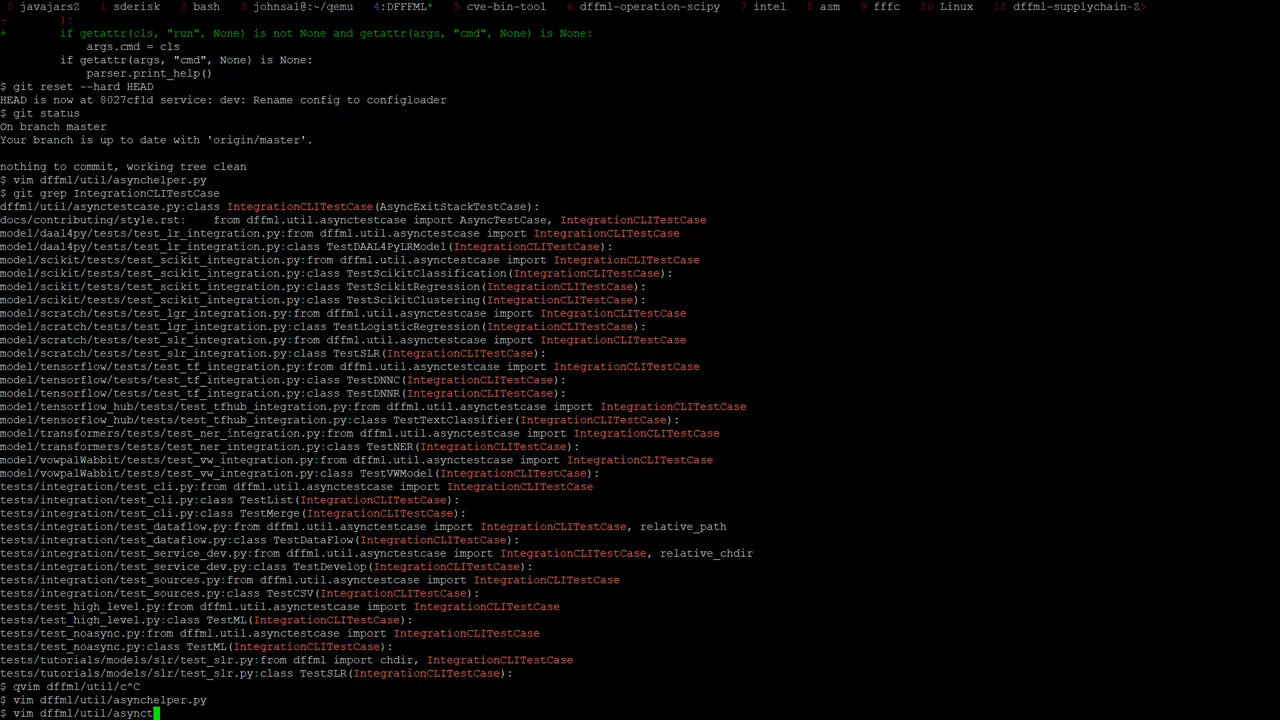 0 javajarsZ  1 sderisk  2 bash  3 johnsa1@:~/qemu  4:DFFFML*  5 cve-bin-tool  6 dffml-operation-scipy  7 intel  8 asm  9 fffc  10 Linux  11 dffml-supplychain-Z>
-        ):
+        if getattr(cls, "run", None) is not None and getattr(args, "cmd", None) is None:
             args.cmd = cls
         if getattr(args, "cmd", None) is None:
             parser.print_help()
$ git reset --hard HEAD
HEAD is now at 8027cf1d service: dev: Rename config to configloader
$ git status
On branch master
Your branch is up to date with 'origin/master'.
nothing to commit, working tree clean
$ vim dffml/util/asynchelper.py
$ git grep IntegrationCLITestCase
dffml/util/asynctestcase.py:class IntegrationCLITestCase(AsyncExitStackTestCase):
docs/contributing/style.rst:    from dffml.util.asynctestcase import AsyncTestCase, IntegrationCLITestCase
model/daal4py/tests/test_lr_integration.py:from dffml.util.asynctestcase import IntegrationCLITestCase
model/daal4py/tests/test_lr_integration.py:class TestDAAL4PyLRModel(IntegrationCLITestCase):
model/scikit/tests/test_scikit_integration.py:from dffml.util.asynctestcase import IntegrationCLITestCase
model/scikit/tests/test_scikit_integration.py:class TestScikitClassification(IntegrationCLITestCase):
model/scikit/tests/test_scikit_integration.py:class TestScikitRegression(IntegrationCLITestCase):
model/scikit/tests/test_scikit_integration.py:class TestScikitClustering(IntegrationCLITestCase):
model/scratch/tests/test_lgr_integration.py:from dffml.util.asynctestcase import IntegrationCLITestCase
model/scratch/tests/test_lgr_integration.py:class TestLogisticRegression(IntegrationCLITestCase):
model/scratch/tests/test_slr_integration.py:from dffml.util.asynctestcase import IntegrationCLITestCase
model/scratch/tests/test_slr_integration.py:class TestSLR(IntegrationCLITestCase):
model/tensorflow/tests/test_tf_integration.py:from dffml.util.asynctestcase import IntegrationCLITestCase
model/tensorflow/tests/test_tf_integration.py:class TestDNNC(IntegrationCLITestCase):
model/tensorflow/tests/test_tf_integration.py:class TestDNNR(IntegrationCLITestCase):
model/tensorflow_hub/tests/test_tfhub_integration.py:from dffml.util.asynctestcase import IntegrationCLITestCase
model/tensorflow_hub/tests/test_tfhub_integration.py:class TestTextClassifier(IntegrationCLITestCase):
model/transformers/tests/test_ner_integration.py:from dffml.util.asynctestcase import IntegrationCLITestCase
model/transformers/tests/test_ner_integration.py:class TestNER(IntegrationCLITestCase):
model/vowpalWabbit/tests/test_vw_integration.py:from dffml.util.asynctestcase import IntegrationCLITestCase
model/vowpalWabbit/tests/test_vw_integration.py:class TestVWModel(IntegrationCLITestCase):
tests/integration/test_cli.py:from dffml.util.asynctestcase import IntegrationCLITestCase
tests/integration/test_cli.py:class TestList(IntegrationCLITestCase):
tests/integration/test_cli.py:class TestMerge(IntegrationCLITestCase):
tests/integration/test_dataflow.py:from dffml.util.asynctestcase import IntegrationCLITestCase, relative_path
tests/integration/test_dataflow.py:class TestDataFlow(IntegrationCLITestCase):
tests/integration/test_service_dev.py:from dffml.util.asynctestcase import IntegrationCLITestCase, relative_chdir
tests/integration/test_service_dev.py:class TestDevelop(IntegrationCLITestCase):
tests/integration/test_sources.py:from dffml.util.asynctestcase import IntegrationCLITestCase
tests/integration/test_sources.py:class TestCSV(IntegrationCLITestCase):
tests/test_high_level.py:from dffml.util.asynctestcase import IntegrationCLITestCase
tests/test_high_level.py:class TestML(IntegrationCLITestCase):
tests/test_noasync.py:from dffml.util.asynctestcase import IntegrationCLITestCase
tests/test_noasync.py:class TestML(IntegrationCLITestCase):
tests/tutorials/models/slr/test_slr.py:from dffml import chdir, IntegrationCLITestCase
tests/tutorials/models/slr/test_slr.py:class TestSLR(IntegrationCLITestCase):
$ qvim dffml/util/c^C
$ vim dffml/util/asynchelper.py
$ vim dffml/util/asynct